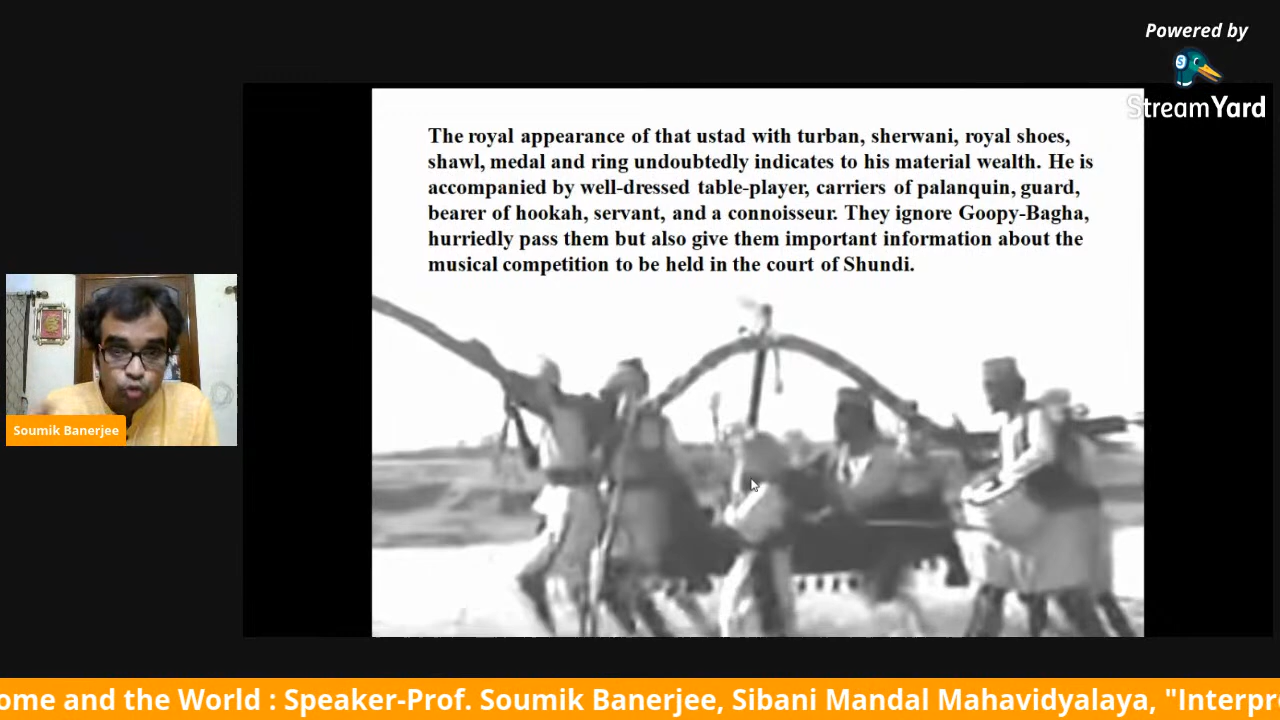 Powered by
StreamYard
The royal appearance of that ustad with turban, sherwani, royal shoes,
shawl, medal and ring undoubtedly indicates to his material wealth. He is
accompanied by well-dressed table-player, carriers of palanquin, guard,
bearer of hookah, servant, and a connoisseur. They ignore Goopy-Bagha,
hurriedly pass them but also give them important information about the
musical competition to be held in the court of Shundi.
Soumik Banerjee
ome and the World : Speaker-Prof. Soumik Banerjee, Sibani Mandal Mahavidyalaya, "Interpr